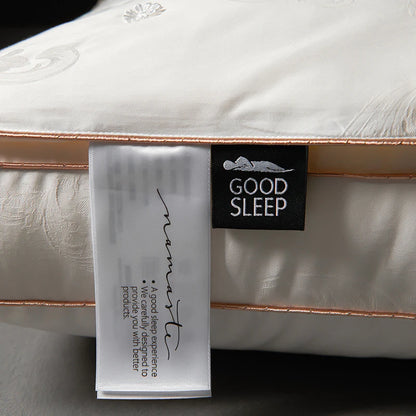 namaste
• A good sleep experience
• We carefully designed to
provide you with better
products.
GOOD
SLEEP